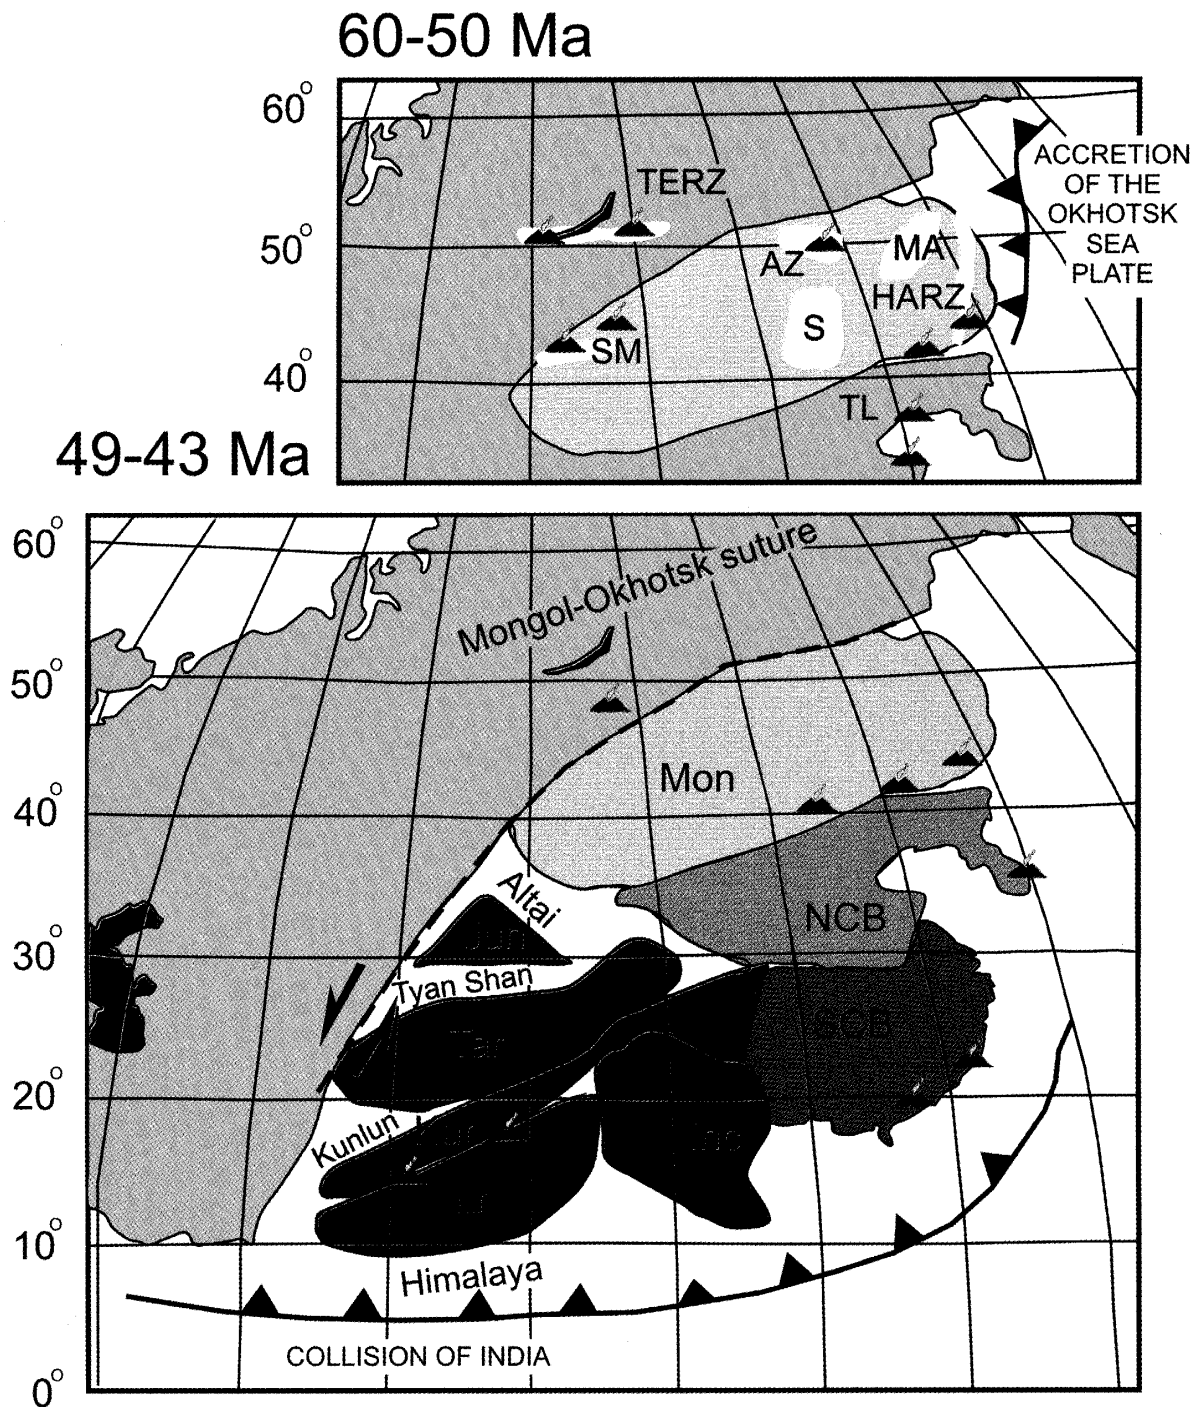 60-50 Ma
60°
50°
40°
TERZ
AZ
MA
HARZ
SM
S
TL
ACCRETION
OF THE
OKHOTSK
SEA
PLATE
49-43 Ma
60°
50°
40°
30°
20°
10°
0°
Mongol-Okhotsk suture
Mon
Altai
NCB
Jun
Tyan Shan
Tar
SCB
Kunlun
Himalaya
COLLISION OF INDIA